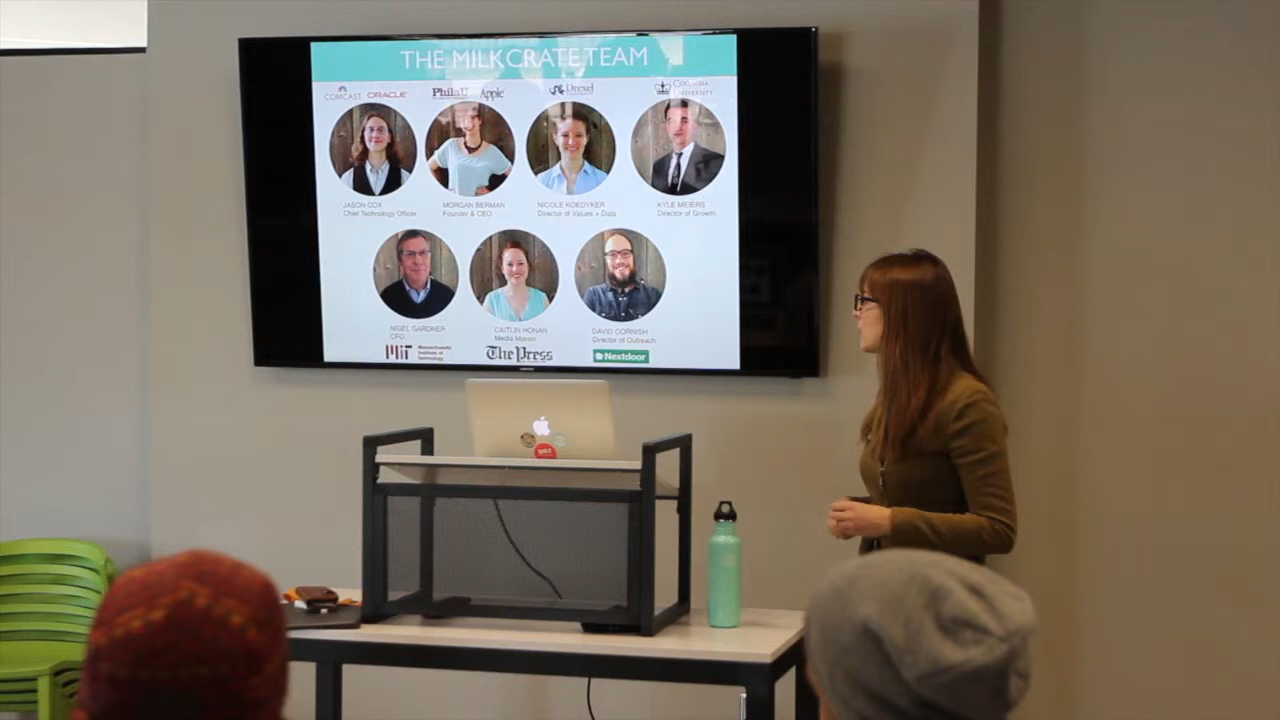 THE MILKCRATE TEAM
COMCAST ORACLE PhilaU Apple Drexel COLUMBIA UNIVERSITY
JASON COX
Chief Technology Officer
MORGAN BERMAN
Founder & CEO
NICOLE KOEDYKER
Director of Values + Data
KYLE MEIERS
Director of Growth
NIGEL GARDNER
CFO
CAITLIN HONAN
Media Maven
DAVID CORNISH
Director of Outreach
MIT Massachusetts Institute of Technology
The Press
Nextdoor